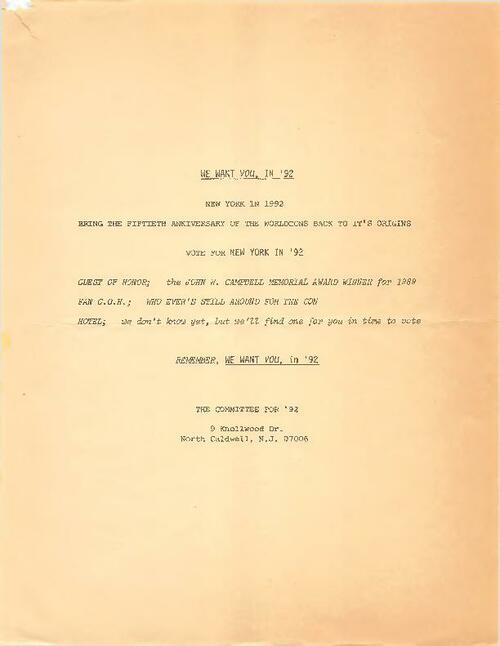 WE WANT YOU, IN '92
NEW YORK IN 1992
BRING THE FIFTIETH ANNIVERSARY OF THE WORLDCONS BACK TO IT'S ORIGINS
VOTE FOR NEW YORK IN '92
GUEST OF HONOR; the JOHN W. CAMPBELL MEMORIAL AWARD WINNER for 1989
FAN G.O.H.; WHO EVER'S STILL AROUND FOR THE CON
HOTEL; we don't know yet, but we'll find one for you in time to vote
REMEMBER, WE WANT YOU, in '92
THE COMMITTEE FOR '92
9 Knollwood Dr.
North Caldwell, N.J. 07006